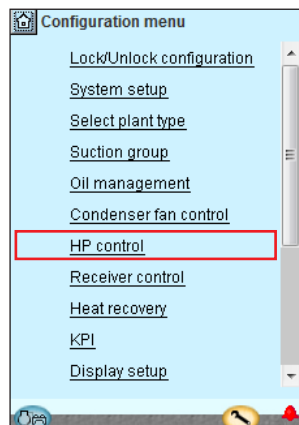 Configuration menu
Lock/Unlock configuration
System setup
Select plant type
Suction group
Oil management
Condenser fan control
HP control
Receiver control
Heat recovery
KPI
Display setup